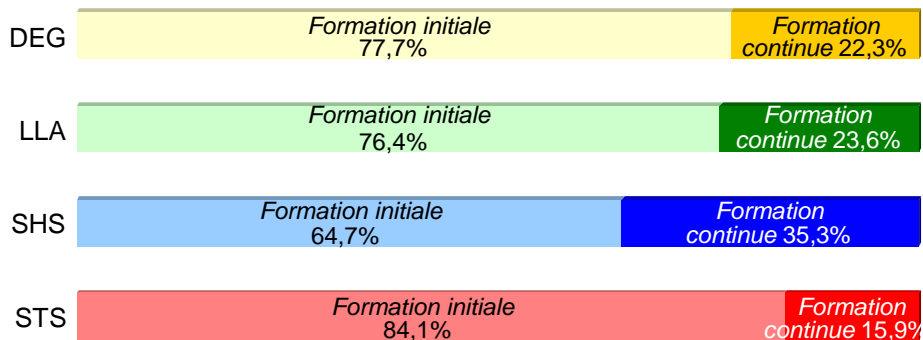 DEG
Formation initiale
77,7%
Formation
continue 22,3%
LLA
Formation initiale
76,4%
Formation
continue 23,6%
SHS
Formation initiale
64,7%
Formation
continue 35,3%
STS
Formation initiale
84,1%
Formation
continue 15,9%